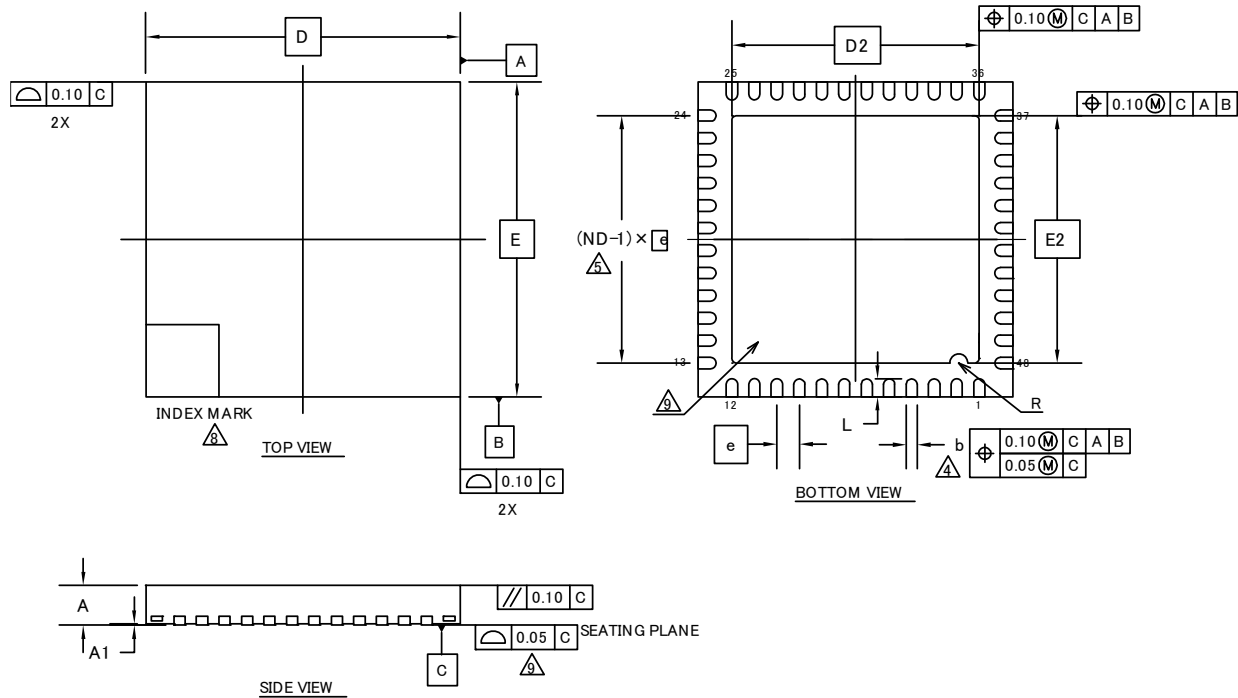 D
A
0.10 C
2X
E
INDEX MARK
8
TOP VIEW
B
0.10 C
2X
0.10 Ⓜ C A B
D2
25
36
0.10 Ⓜ C A B
24
37
(ND-1)× e
5
E2
13
48
9
12
1
L
R
e
b
4
0.10 Ⓜ C A B
0.05 Ⓜ C
BOTTOM VIEW
A
// 0.10 C
A1
0.05 C
SEATING PLANE
9
C
SIDE VIEW